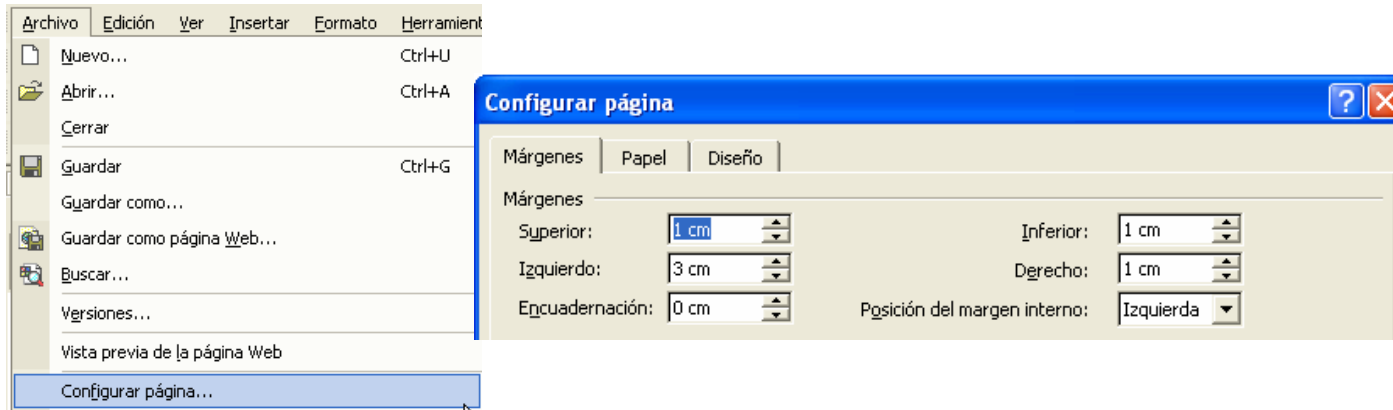 Archivo Edición Ver Insertar Formato Herramient
Nuevo... Ctrl+U
Abrir... Ctrl+A
Cerrar
Guardar Ctrl+G
Guardar como...
Guardar como página Web...
Buscar...
Versiones...
Vista previa de la página Web
Configurar página...
Configurar página
Márgenes Papel Diseño
Márgenes
Superior: 1 cm Inferior: 1 cm
Izquierdo: 3 cm Derecho: 1 cm
Encuadernación: 0 cm Posición del margen interno: Izquierda